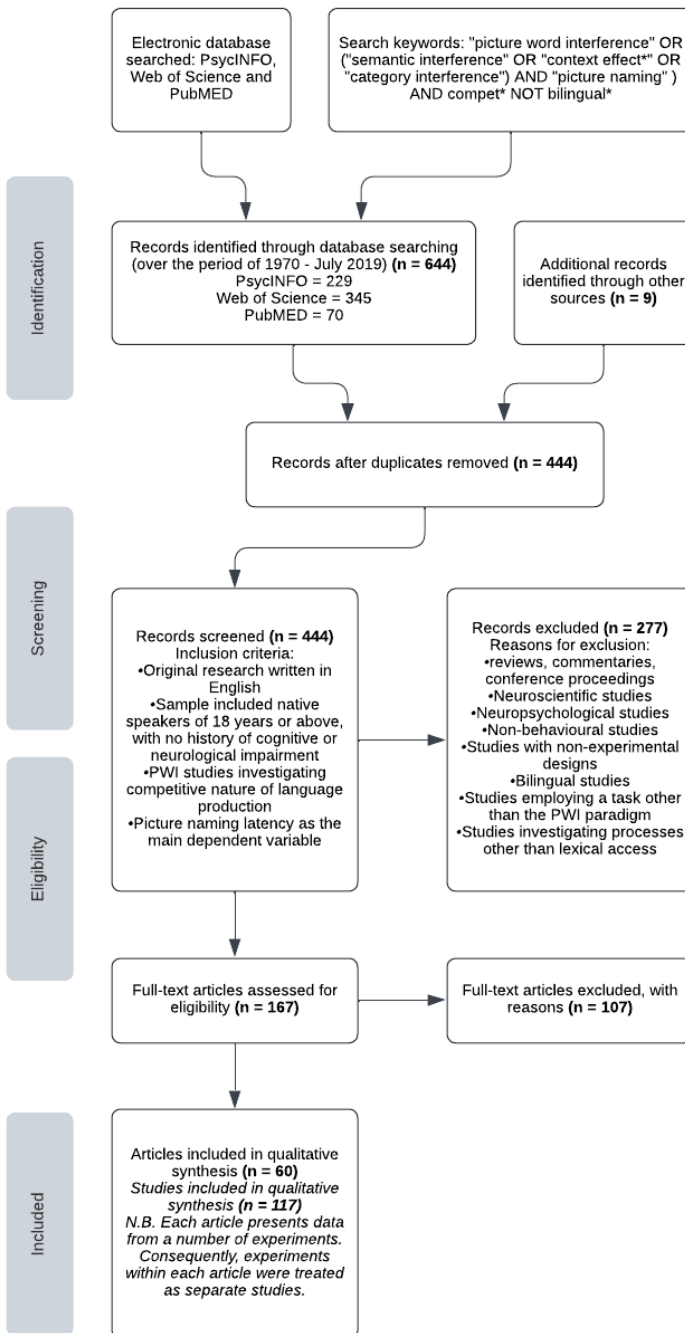 Electronic database
searched: PsycINFO,
Web of Science and
PubMED
Search keywords: "picture word interference" OR
("semantic interference" OR "context effect*" OR
"category interference") AND "picture naming" )
AND compet* NOT bilingual*
Identification
Records identified through database searching
(over the period of 1970 - July 2019) (n = 644)
PsycINFO = 229
Web of Science = 345
PubMED = 70
Additional records
identified through other
sources (n = 9)
Records after duplicates removed (n = 444)
Screening
Records screened (n = 444)
Inclusion criteria:
•Original research written in
English
•Sample included native
speakers of 18 years or above,
with no history of cognitive or
neurological impairment
•PWI studies investigating
competitive nature of language
production
•Picture naming latency as the
main dependent variable
Records excluded (n = 277)
Reasons for exclusion:
•reviews, commentaries,
conference proceedings
•Neuroscientific studies
•Neuropsychological studies
•Non-behavioural studies
•Studies with non-experimental
designs
•Bilingual studies
•Studies employing a task other
than the PWI paradigm
•Studies investigating processes
other than lexical access
Eligibility
Full-text articles assessed for
eligibility (n = 167)
Full-text articles excluded, with
reasons (n = 107)
Included
Articles included in qualitative
synthesis (n = 60)
Studies included in qualitative
synthesis (n = 117)
N.B. Each article presents data
from a number of experiments.
Consequently, experiments
within each article were treated
as separate studies.